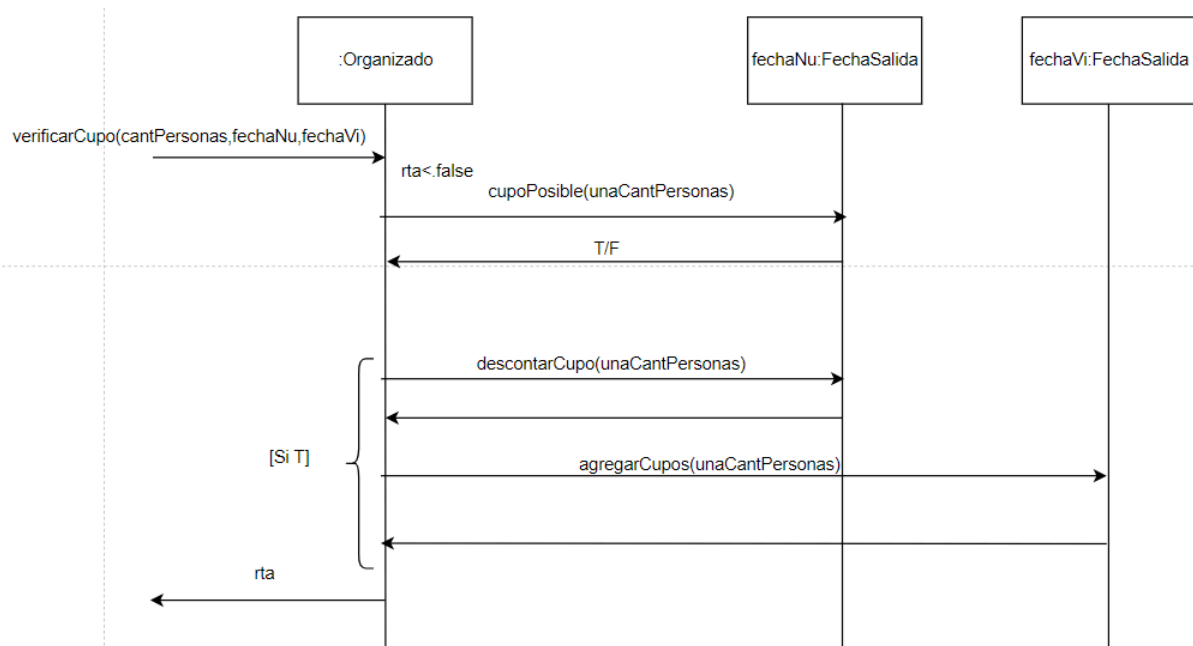 :Organizado
fechaNu:FechaSalida
fechaVi:FechaSalida
verificarCupo(cantPersonas,fechaNu,fechaVi)
rta<.false
cupoPosible(unaCantPersonas)
T/F
descontarCupo(unaCantPersonas)
[Si T]
agregarCupos(unaCantPersonas)
rta